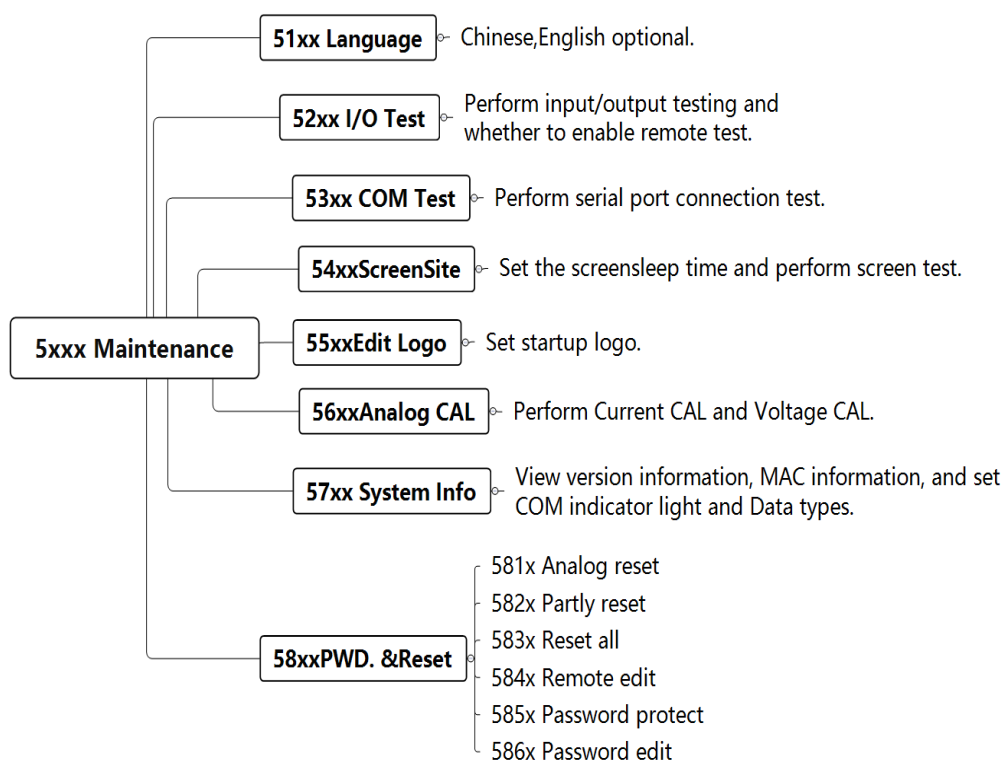 51xx Language
Chinese,English optional.
52xx I/O Test
Perform input/output testing and
whether to enable remote test.
53xx COM Test
Perform serial port connection test.
54xxScreenSite
Set the screensleep time and perform screen test.
5xxx Maintenance
55xxEdit Logo
Set startup logo.
56xxAnalog CAL
Perform Current CAL and Voltage CAL.
57xx System Info
View version information, MAC information, and set
COM indicator light and Data types.
58xxPWD. &Reset
581x Analog reset
582x Partly reset
583x Reset all
584x Remote edit
585x Password protect
586x Password edit